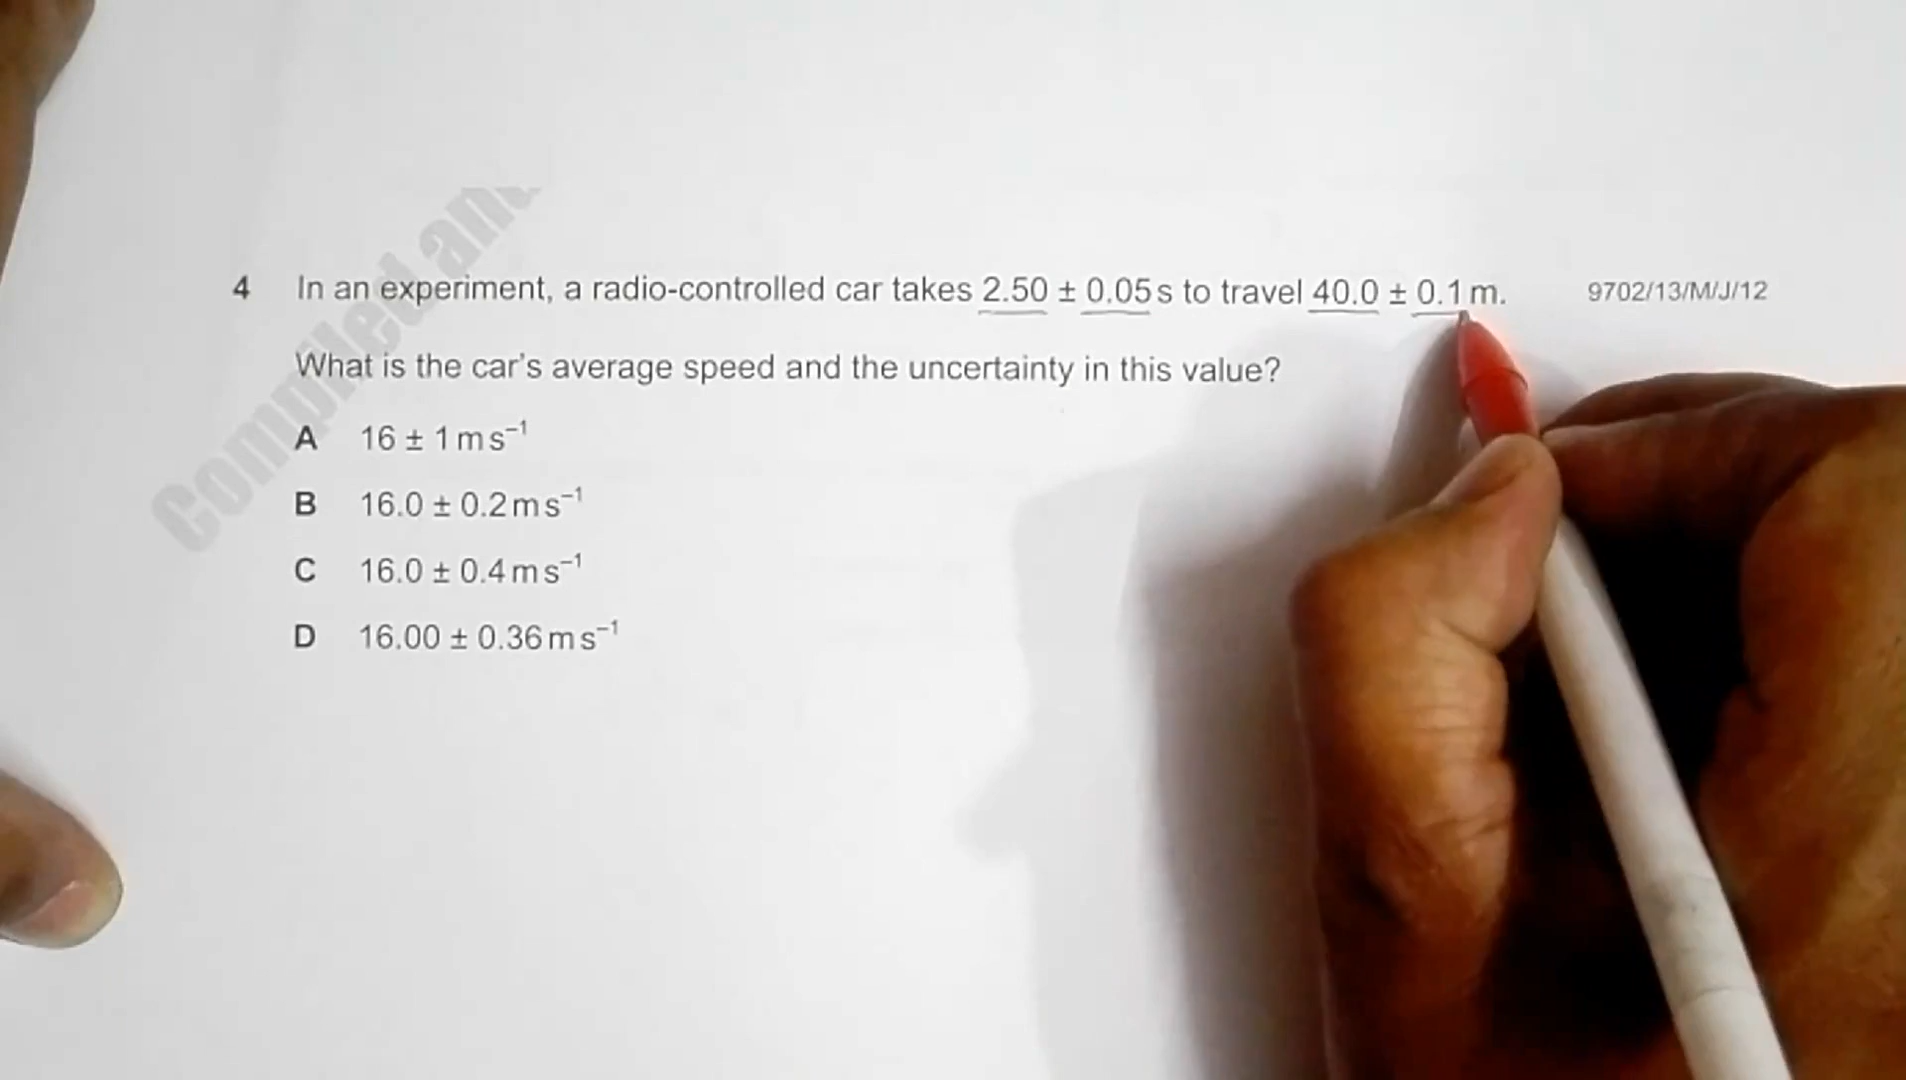 4 In an experiment, a radio-controlled car takes 2.50 ± 0.05 s to travel 40.0 ± 0.1 m. 9702/13/M/J/12
What is the car's average speed and the uncertainty in this value?
A 16 ± 1 m s⁻¹
B 16.0 ± 0.2 m s⁻¹
C 16.0 ± 0.4 m s⁻¹
D 16.00 ± 0.36 m s⁻¹
Compiled and